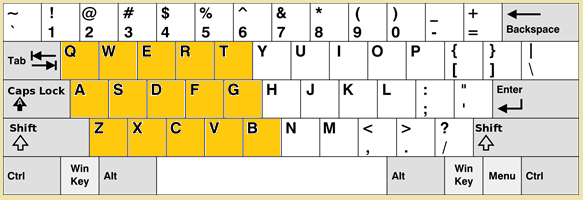 ~ ! @ # $ % ^ & * ( ) _ +
` 1 2 3 4 5 6 7 8 9 0 - = Backspace
Tab Q W E R T Y U I O P { } |
[ ] \
Caps Lock A S D F G H J K L : " Enter
; '
Shift Z X C V B N M < > ? Shift
, . /
Ctrl Win Key Alt Alt Win Key Menu Ctrl